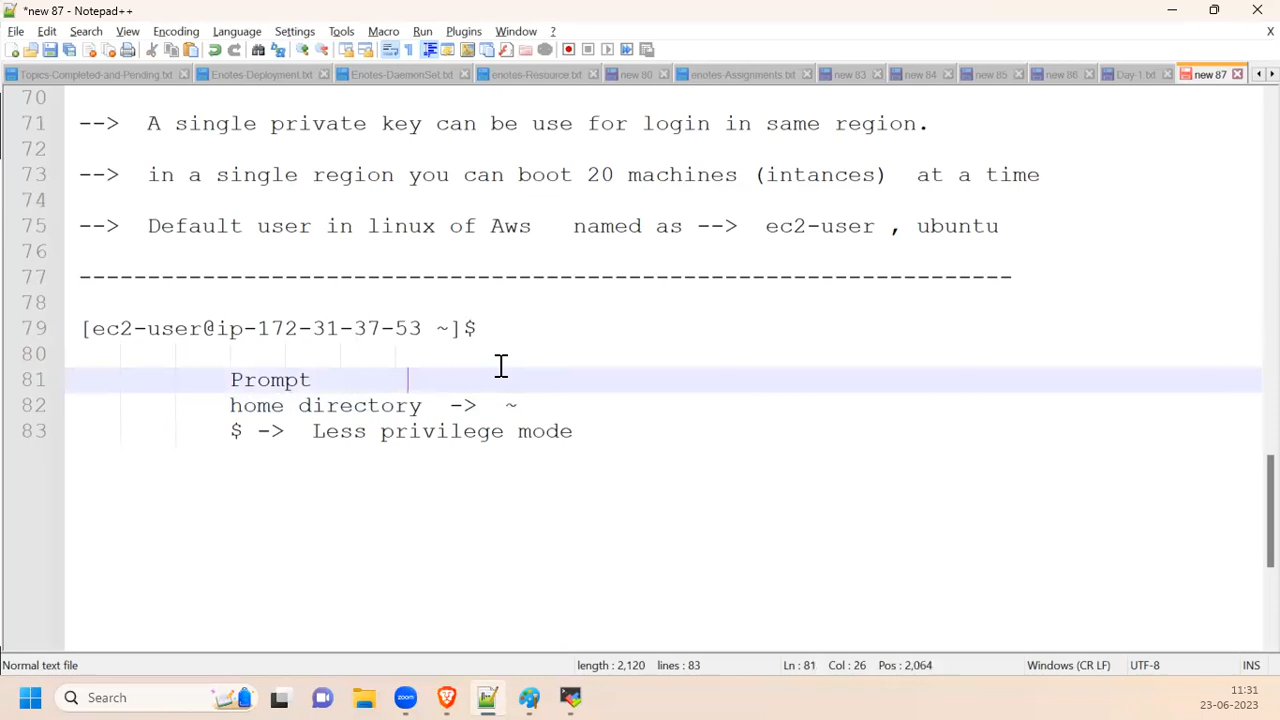 *new 87 - Notepad++
File Edit Search View Encoding Language Settings Tools Macro Run Plugins Window ?
Topics-Completed-and-Pending.txt Enotes-Deployment.txt Enotes-DaemonSet.txt enotes-Resource.txt new 80 enotes-Assignments.txt new 83 new 84 new 85 new 86 Day-1.txt new 87
70
71 --> A single private key can be use for login in same region.
72
73 --> in a single region you can boot 20 machines (intances) at a time
74
75 --> Default user in linux of Aws named as --> ec2-user , ubuntu
76
77 --------------------------------------------------------------------
78
79 [ec2-user@ip-172-31-37-53 ~]$
80
81 Prompt
82 home directory -> ~
83 $ -> Less privilege mode
Normal text file length : 2,120 lines : 83 Ln : 81 Col : 26 Pos : 2,064 Windows (CR LF) UTF-8 INS
Search zoom 11:31
23-06-2023